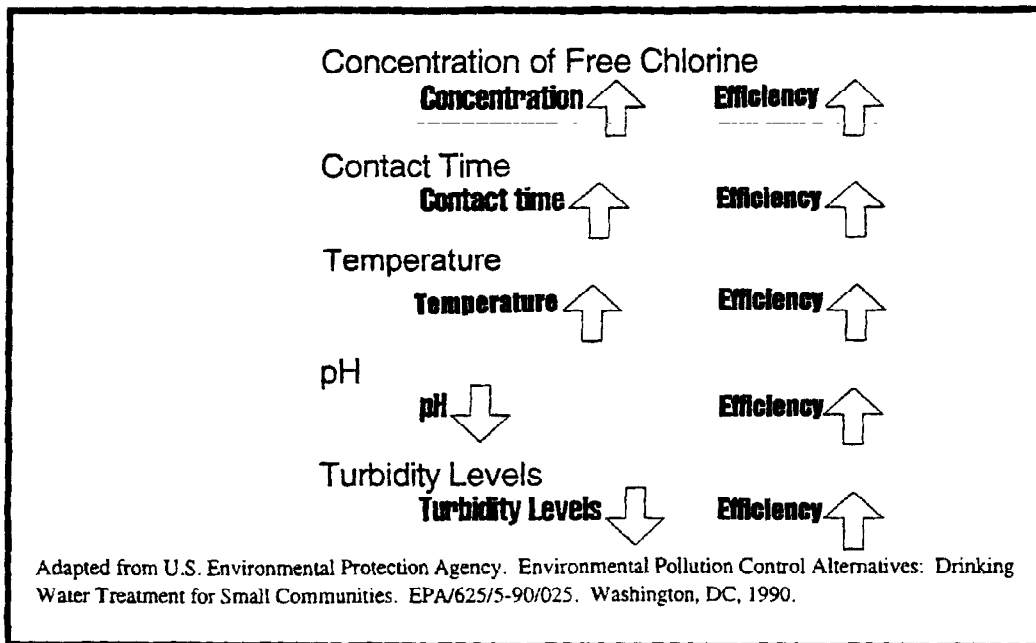 Concentration of Free Chlorine
Concentration Efficiency
Contact Time
Contact time Efficiency
Temperature
Temperature Efficiency
pH
pH Efficiency
Turbidity Levels
Turbidity Levels Efficiency
Adapted from U.S. Environmental Protection Agency. Environmental Pollution Control Alternatives: Drinking
Water Treatment for Small Communities. EPA/625/5-90/025. Washington, DC, 1990.